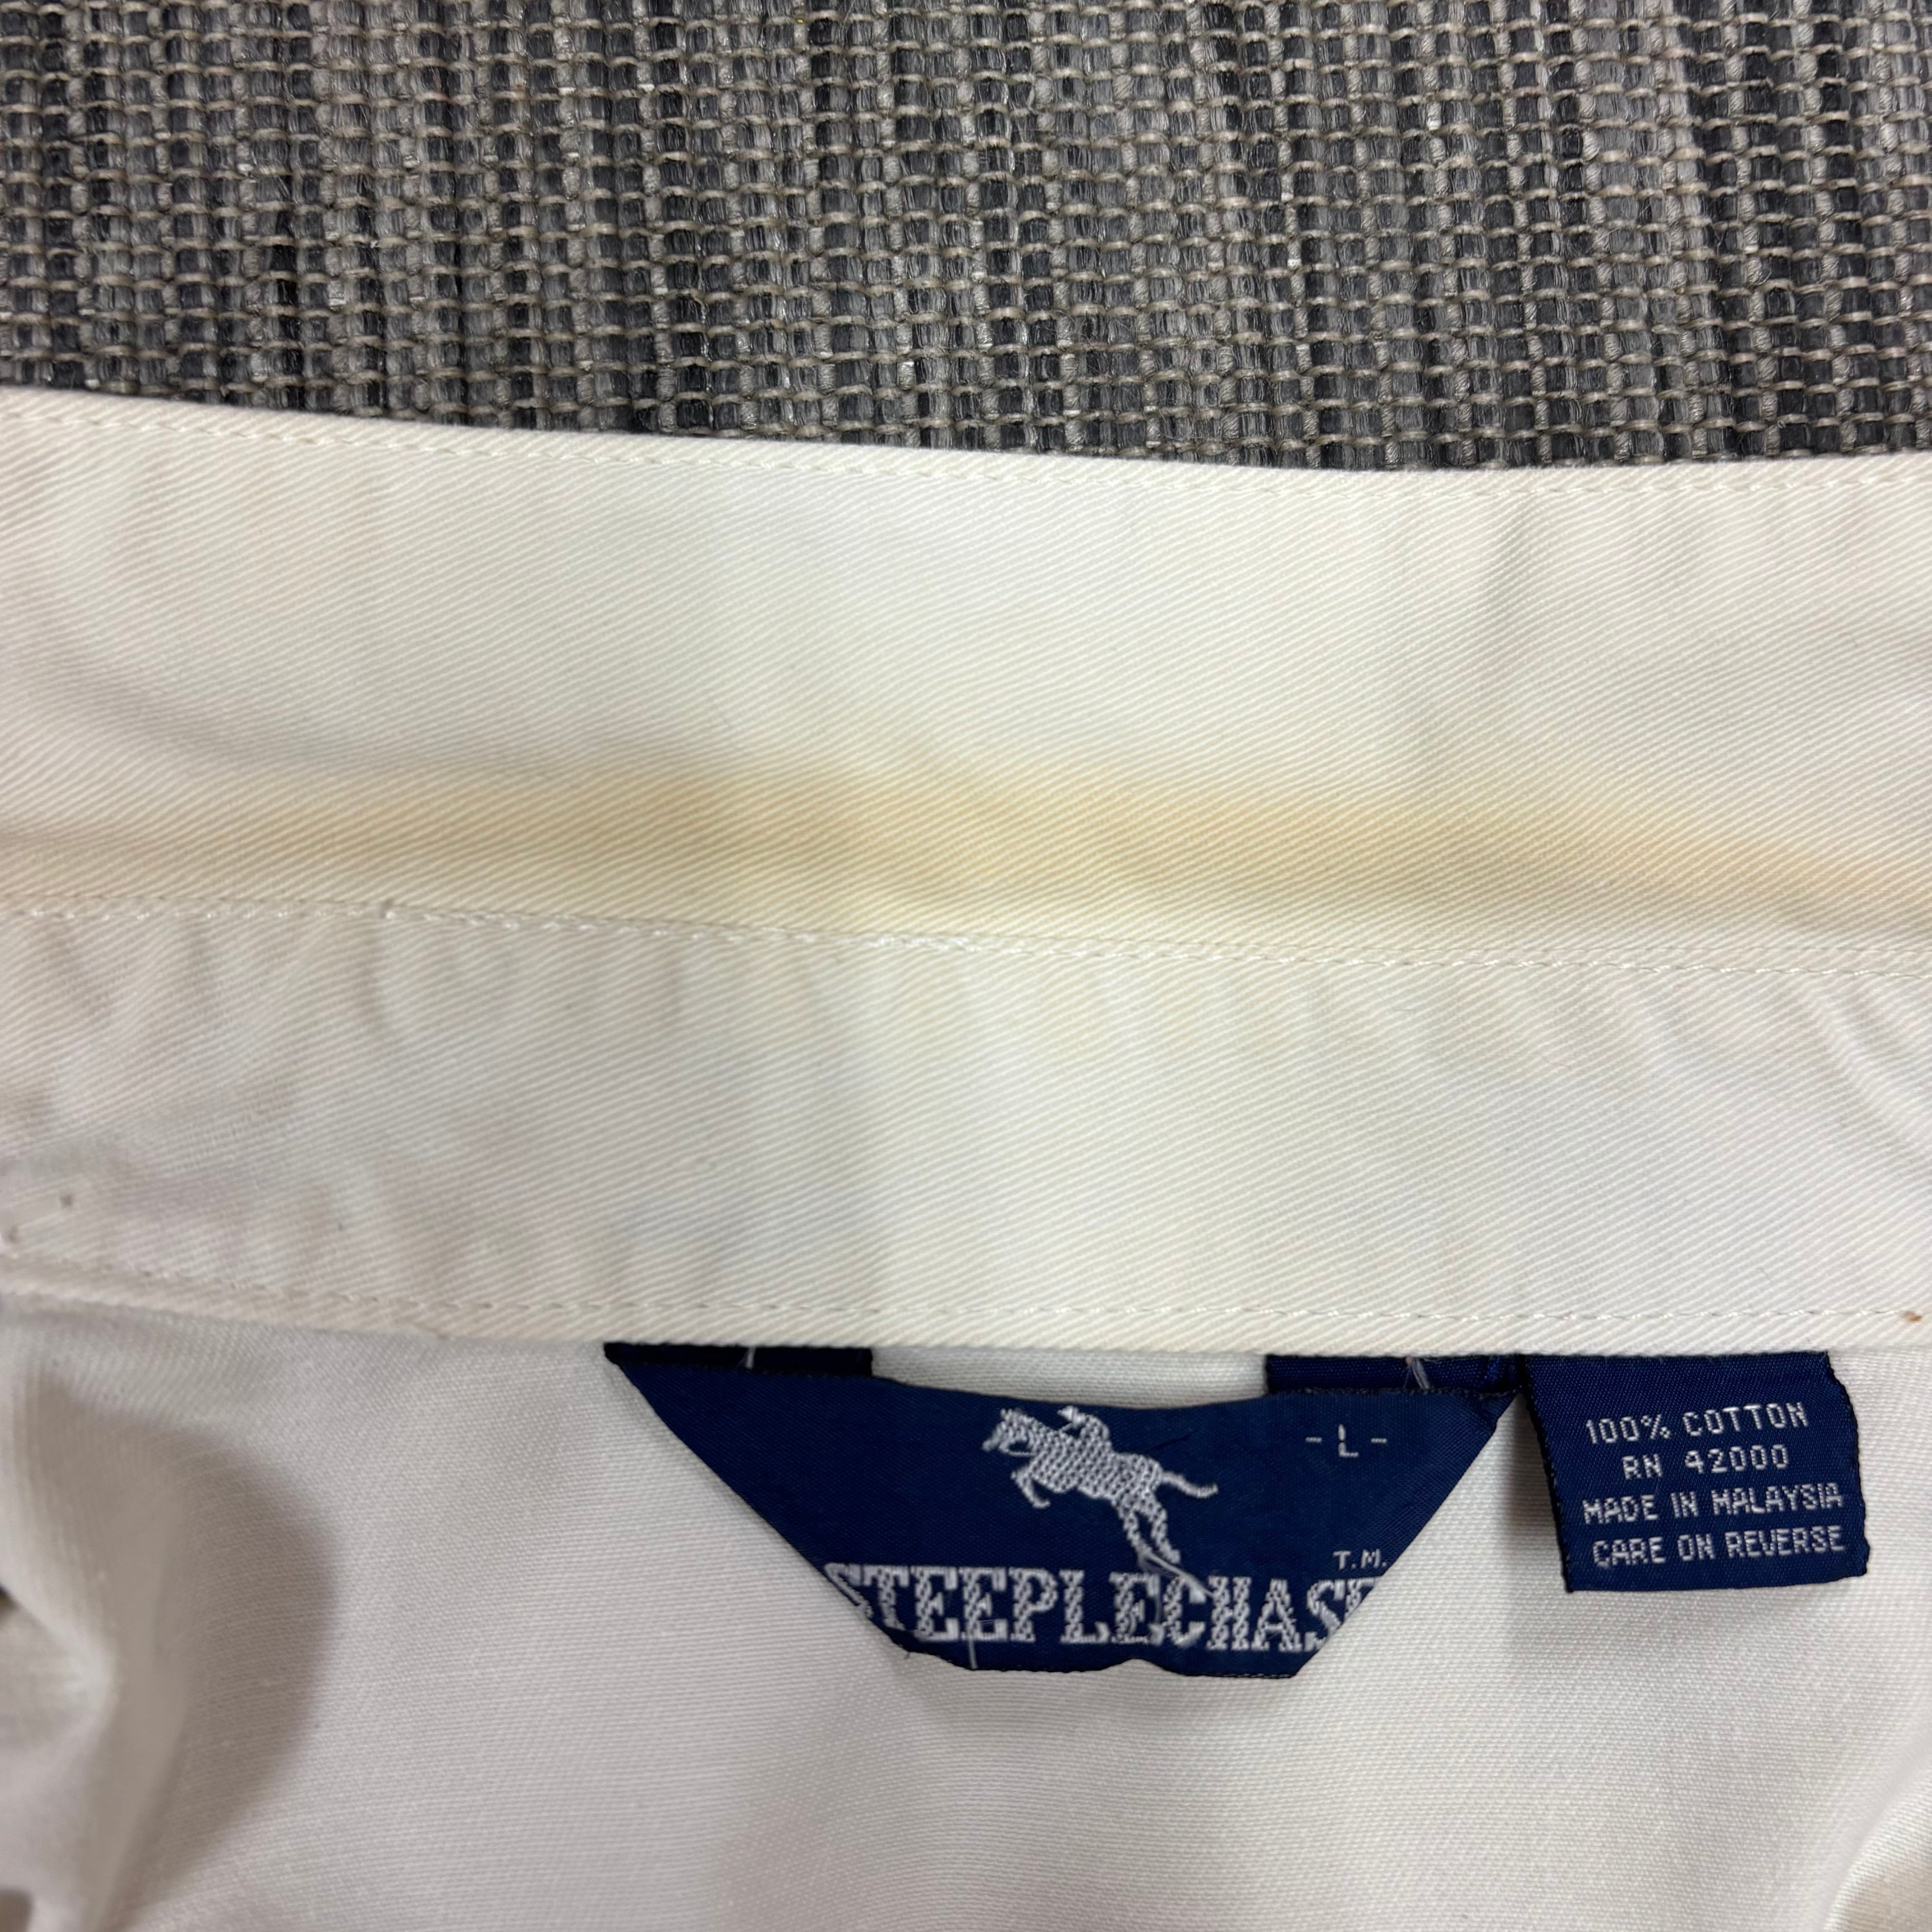 - L -
T.M.
STEEPLECHASE
100% COTTON
RN 42000
MADE IN MALAYSIA
CARE ON REVERSE